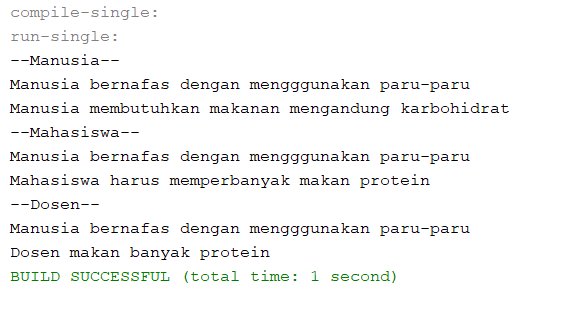 compile-single:
run-single:
--Manusia--
Manusia bernafas dengan mengggunakan paru-paru
Manusia membutuhkan makanan mengandung karbohidrat
--Mahasiswa--
Manusia bernafas dengan mengggunakan paru-paru
Mahasiswa harus memperbanyak makan protein
--Dosen--
Manusia bernafas dengan mengggunakan paru-paru
Dosen makan banyak protein
BUILD SUCCESSFUL (total time: 1 second)